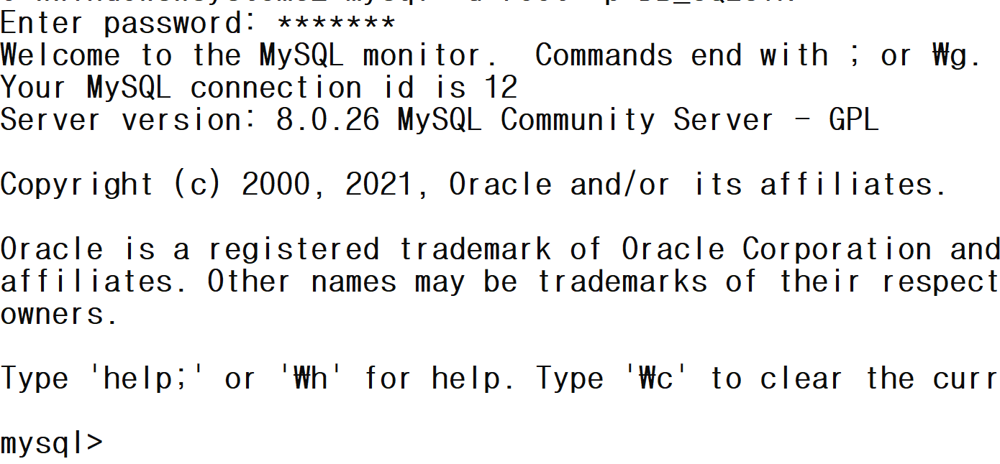 Enter password: *******
Welcome to the MySQL monitor.  Commands end with ; or ₩g.
Your MySQL connection id is 12
Server version: 8.0.26 MySQL Community Server - GPL
Copyright (c) 2000, 2021, Oracle and/or its affiliates.
Oracle is a registered trademark of Oracle Corporation and
affiliates. Other names may be trademarks of their respect
owners.
Type 'help;' or '₩h' for help. Type '₩c' to clear the curr
mysql>